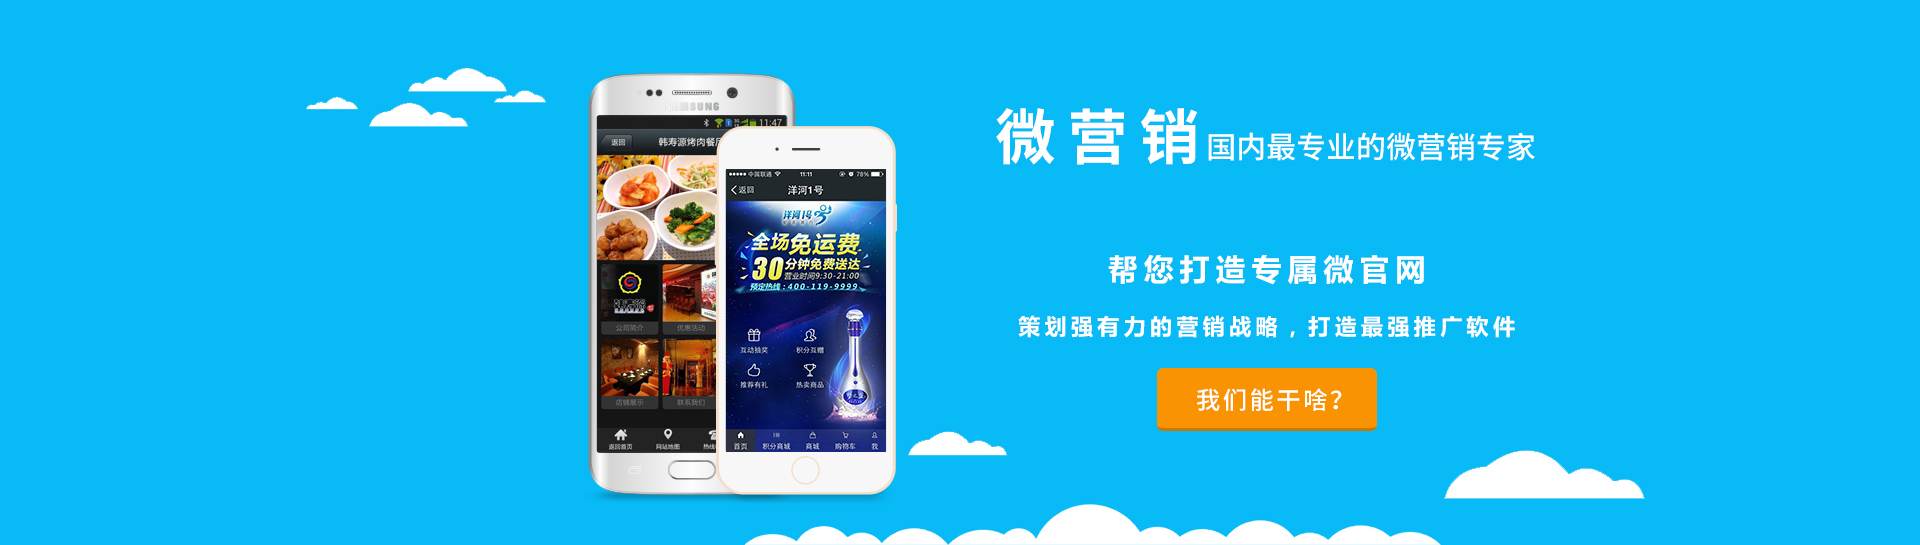 SAMSUNG
11:47
返回
韩寿源烤肉餐厅
公司简介
优惠活动
店铺展示
联系我们
返回首页
网站地图
热线
中国联通
11:11
78%
返回
洋河1号
洋河1号
全场免运费
30分钟免费送达
营业时间9:30-21:00
预定热线:400-119-9999
互动抽奖
积分互赠
推荐有礼
热卖商品
首页
积分商城
商城
购物车
我
微营销 国内最专业的微营销专家
帮您打造专属微官网
策划强有力的营销战略，打造最强推广软件
我们能干啥？